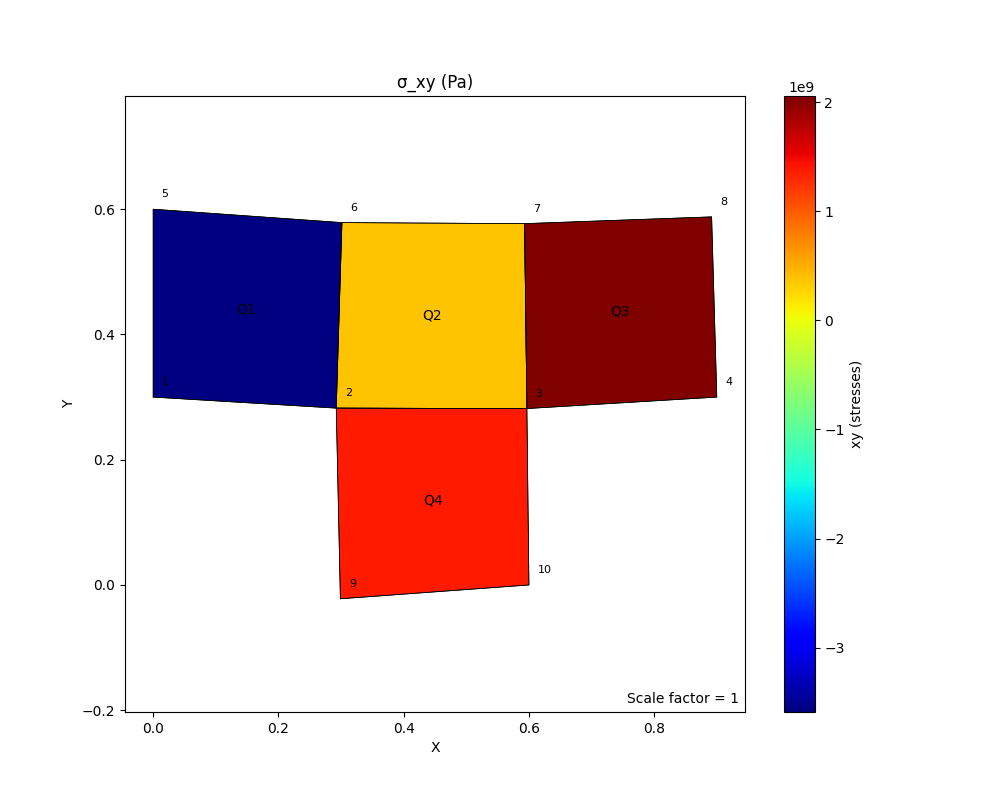 σ_xy (Pa)
1e9
2
1
0
−1
−2
−3
xy (stresses)
0.6
0.4
0.2
0.0
−0.2
Y
5
6
7
8
Q1
Q2
Q3
1
2
3
4
Q4
9
10
Scale factor = 1
0.0
0.2
0.4
0.6
0.8
X